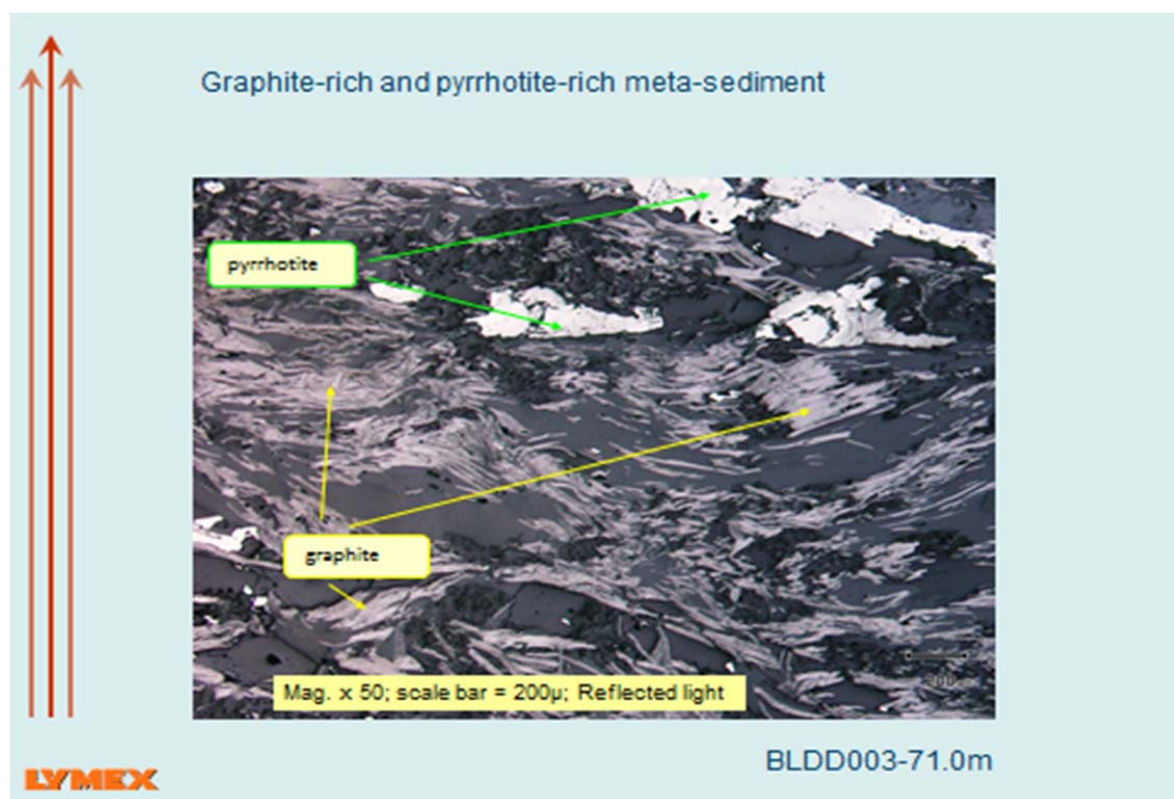 Graphite-rich and pyrrhotite-rich meta-sediment
pyrrhotite
graphite
200µ
Mag. x 50; scale bar = 200µ; Reflected light
BLDD003-71.0m
LYMEX